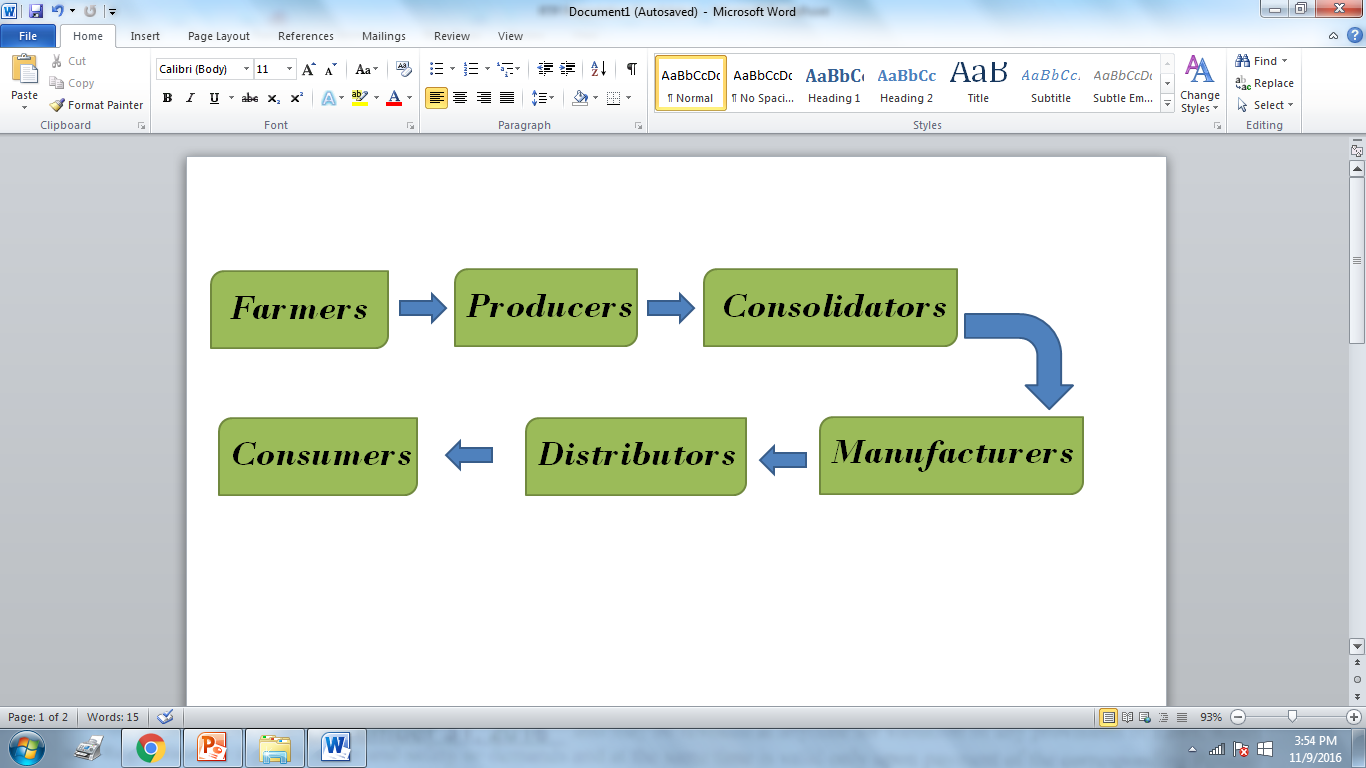 Document1 (Autosaved) - Microsoft Word
File Home Insert Page Layout References Mailings Review View
Paste
Cut
Copy
Format Painter
Clipboard
Calibri (Body) 11
Font
Paragraph
AaBbCcDc AaBbCcDc AaBbCc AaBbCc AaB AaBbCc. AaBbCcDc
¶ Normal ¶ No Spaci... Heading 1 Heading 2 Title Subtitle Subtle Em...
Change
Styles
Styles
Find
Replace
Select
Editing
Farmers Producers Consolidators
Consumers Distributors Manufacturers
Page: 1 of 2 Words: 15 93%
3:54 PM
11/9/2016